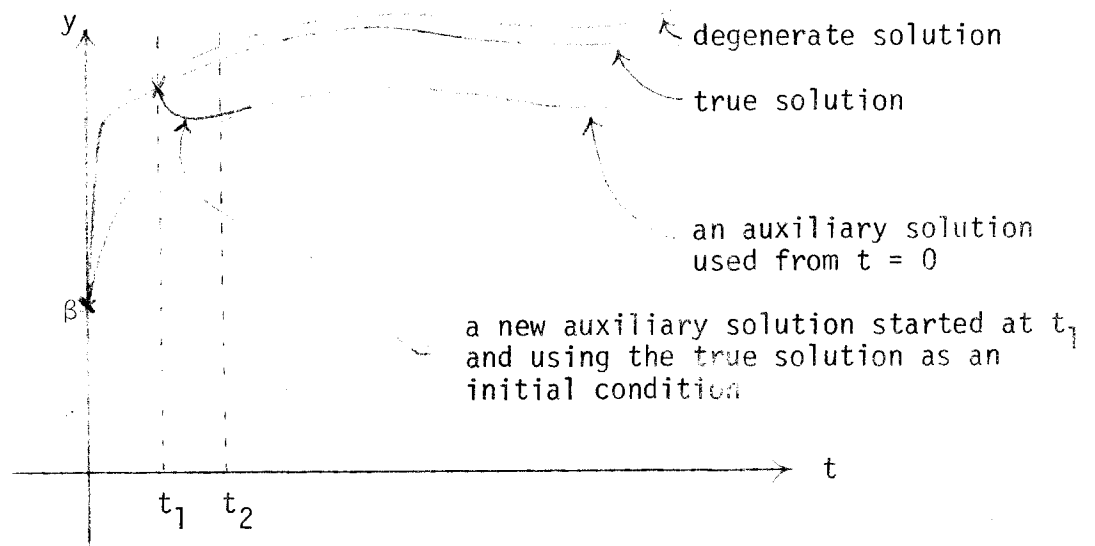 y
degenerate solution
true solution
an auxiliary solution
used from t = 0
β
a new auxiliary solution started at t₁
and using the true solution as an
initial condition
t
t₁ t₂